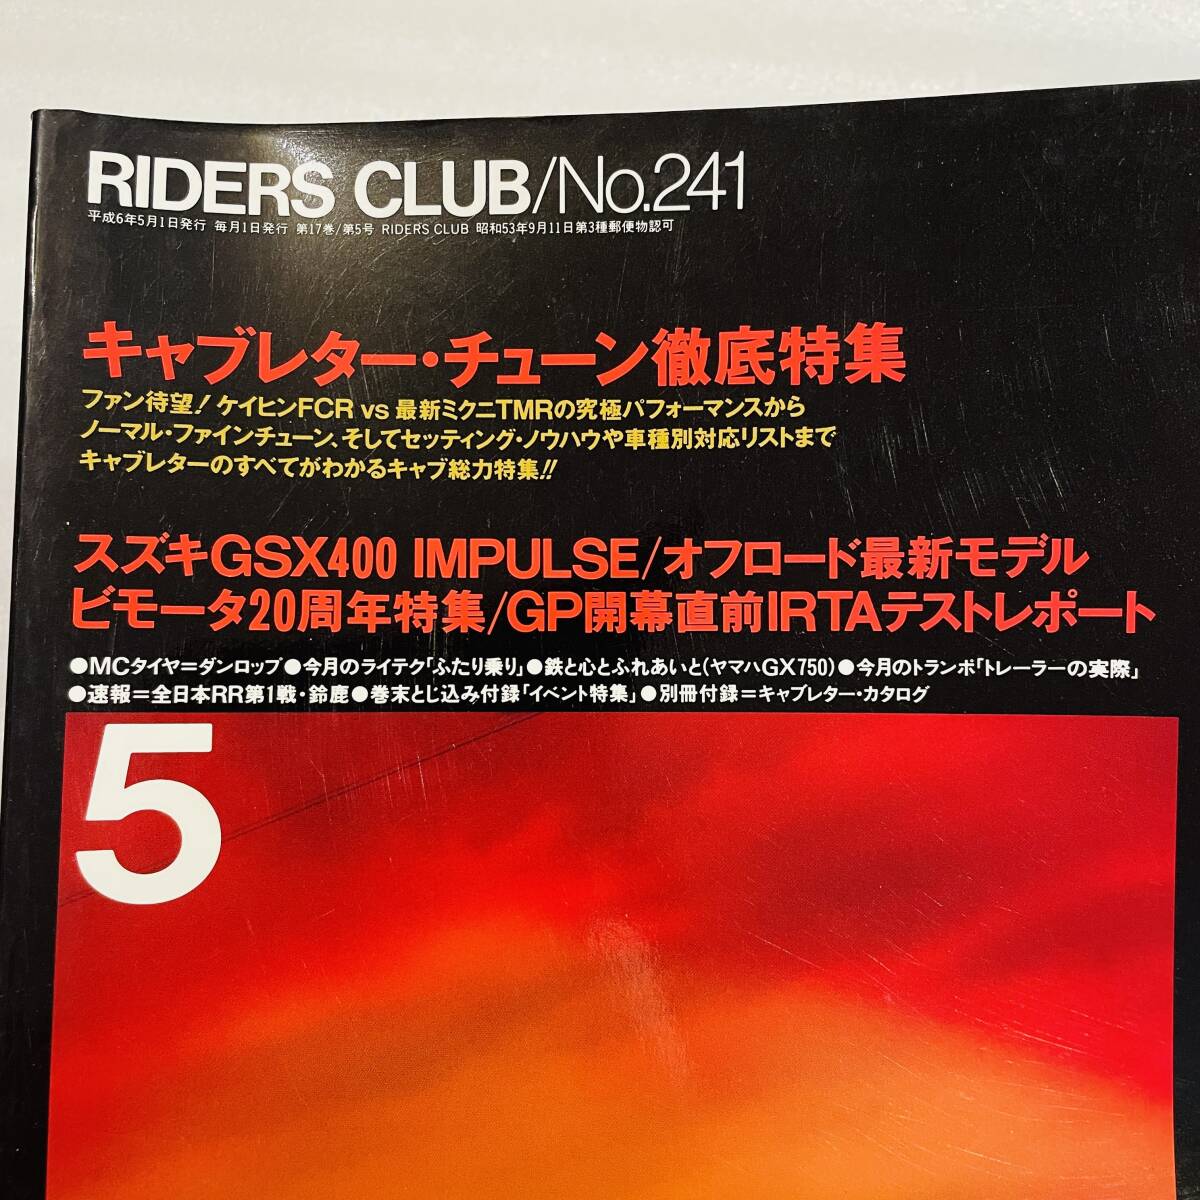 RIDERS CLUB/No.241
平成6年5月1日発行 毎月1日発行 第17巻/第5号 RIDERS CLUB 昭和53年9月11日第3種郵便物認可
キャブレター・チューン徹底特集
ファン待望!ケイヒンFCR vs 最新ミクニTMRの究極パフォーマンスから
ノーマル・ファインチューン、そしてセッティング・ノウハウや車種別対応リストまで
キャブレターのすべてがわかるキャブ総力特集!!
スズキGSX400 IMPULSE/オフロード最新モデル
ビモータ20周年特集/GP開幕直前IRTAテストレポート
●MCタイヤ=ダンロップ●今月のライテク「ふたり乗り」●鉄と心とふれあいと(ヤマハGX750)●今月のトランポ「トレーラーの実際」
●速報=全日本RR第1戦・鈴鹿●巻末とじ込み付録「イベント特集」●別冊付録=キャブレター・カタログ
5